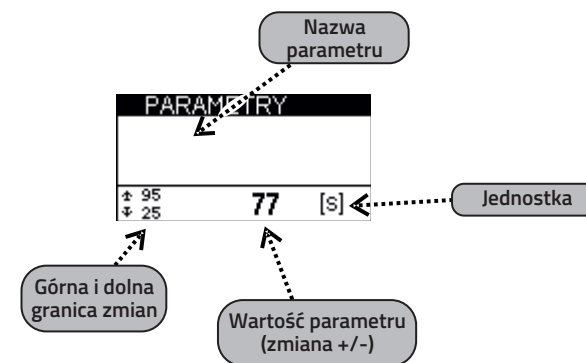 Nazwa
parametru
PARAMETRY
↑ 95
↓ 25
77
[S]
Jednostka
Górna i dolna
granica zmian
Wartość parametru
(zmiana +/-)